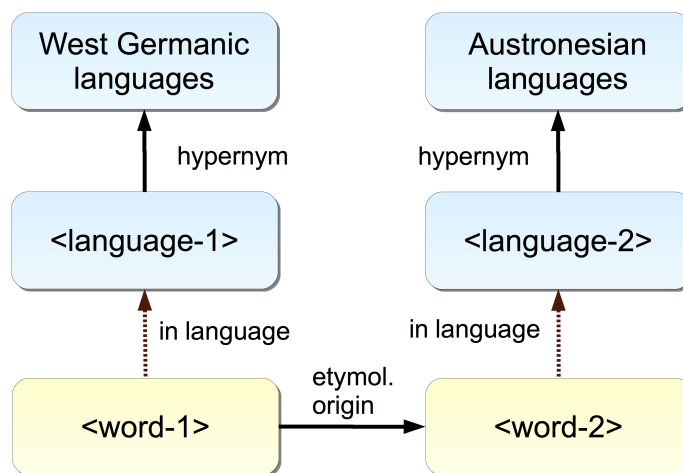 West Germanic
languages
Austronesian
languages
hypernym
hypernym
<language-1>
<language-2>
in language
in language
etymol.
origin
<word-1>
<word-2>